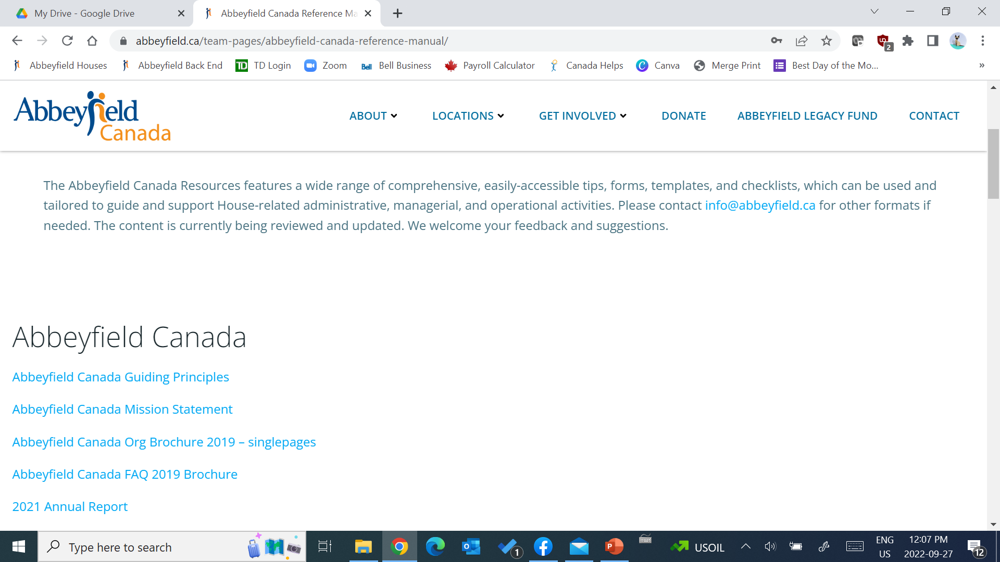 My Drive - Google Drive
Abbeyfield Canada Reference Ma
abbeyfield.ca/team-pages/abbeyfield-canada-reference-manual/
2
Abbeyfield Houses
Abbeyfield Back End
TD Login
Zoom
Bell
Bell Business
Payroll Calculator
Canada Helps
Canva
Merge Print
Best Day of the Mo...
Abbeyfield
Canada
ABOUT
LOCATIONS
GET INVOLVED
DONATE
ABBEYFIELD LEGACY FUND
CONTACT
The Abbeyfield Canada Resources features a wide range of comprehensive, easily-accessible tips, forms, templates, and checklists, which can be used and
tailored to guide and support House-related administrative, managerial, and operational activities. Please contact info@abbeyfield.ca for other formats if
needed. The content is currently being reviewed and updated. We welcome your feedback and suggestions.
Abbeyfield Canada
Abbeyfield Canada Guiding Principles
Abbeyfield Canada Mission Statement
Abbeyfield Canada Org Brochure 2019 – singlepages
Abbeyfield Canada FAQ 2019 Brochure
2021 Annual Report
Type here to search
1
USOIL
ENG
US
12:07 PM
2022-09-27
12